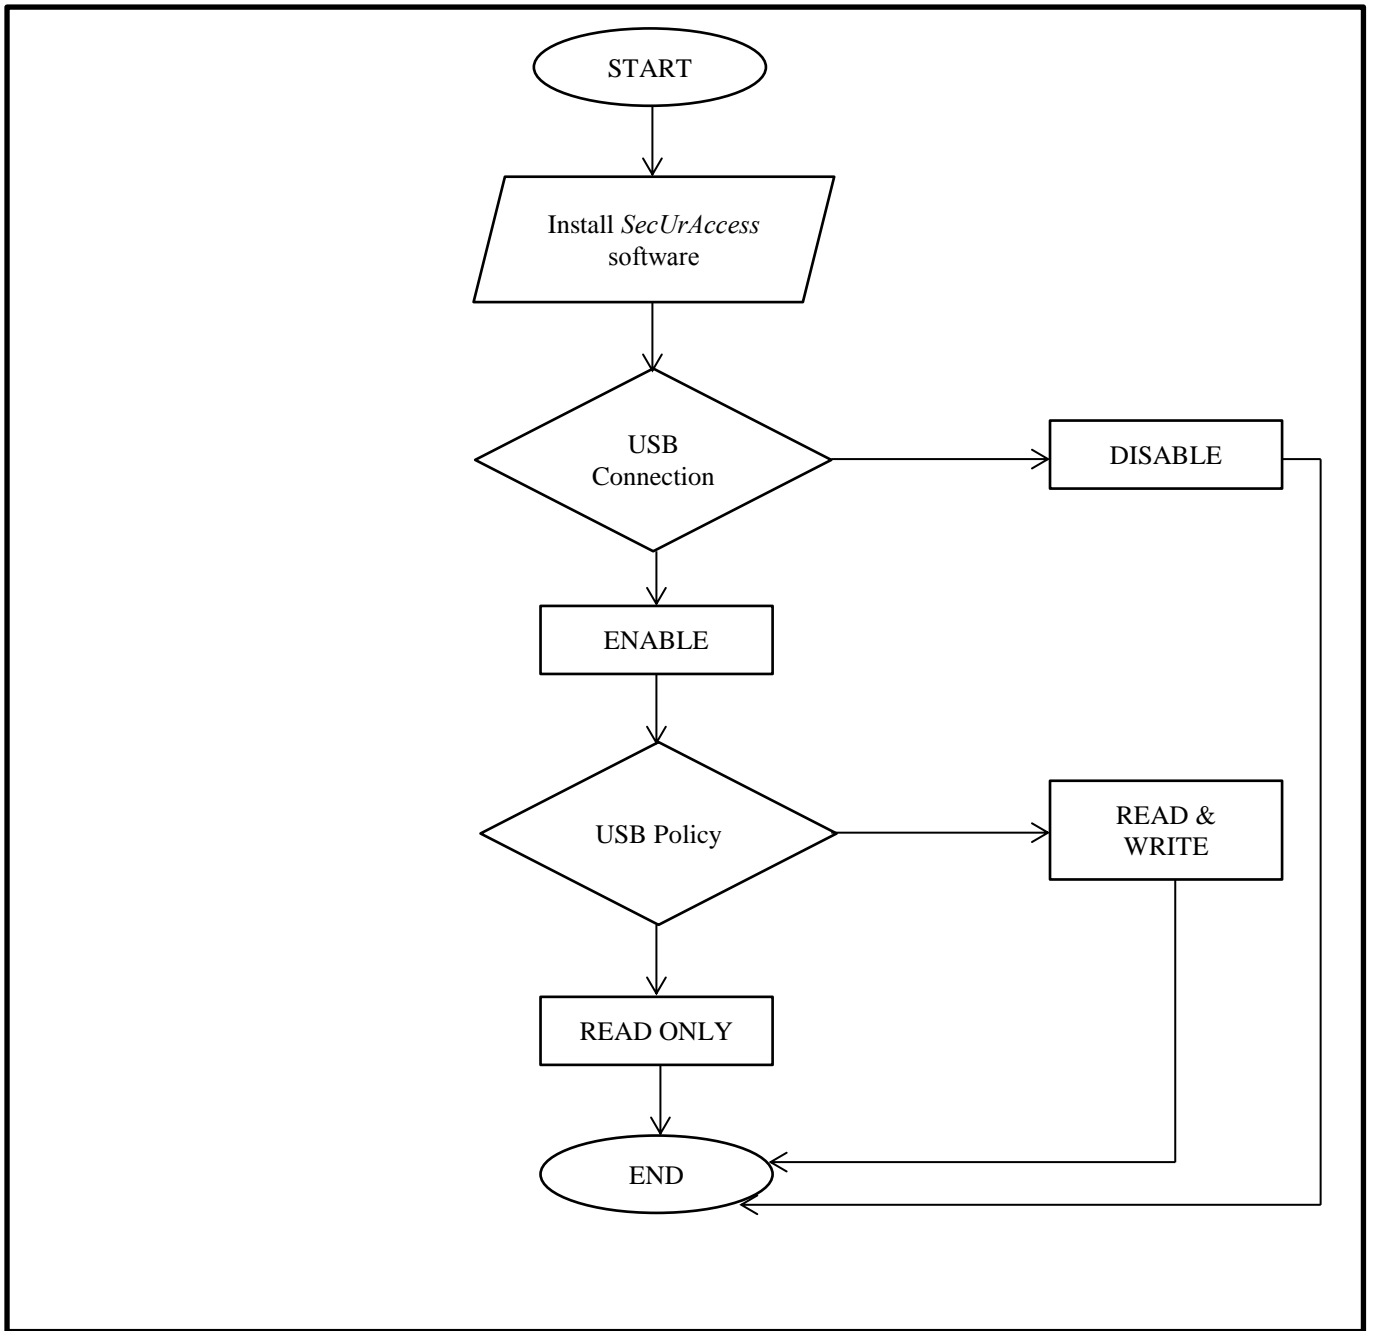 START
Install SecUrAccess
software
USB
Connection
DISABLE
ENABLE
USB Policy
READ &
WRITE
READ ONLY
END